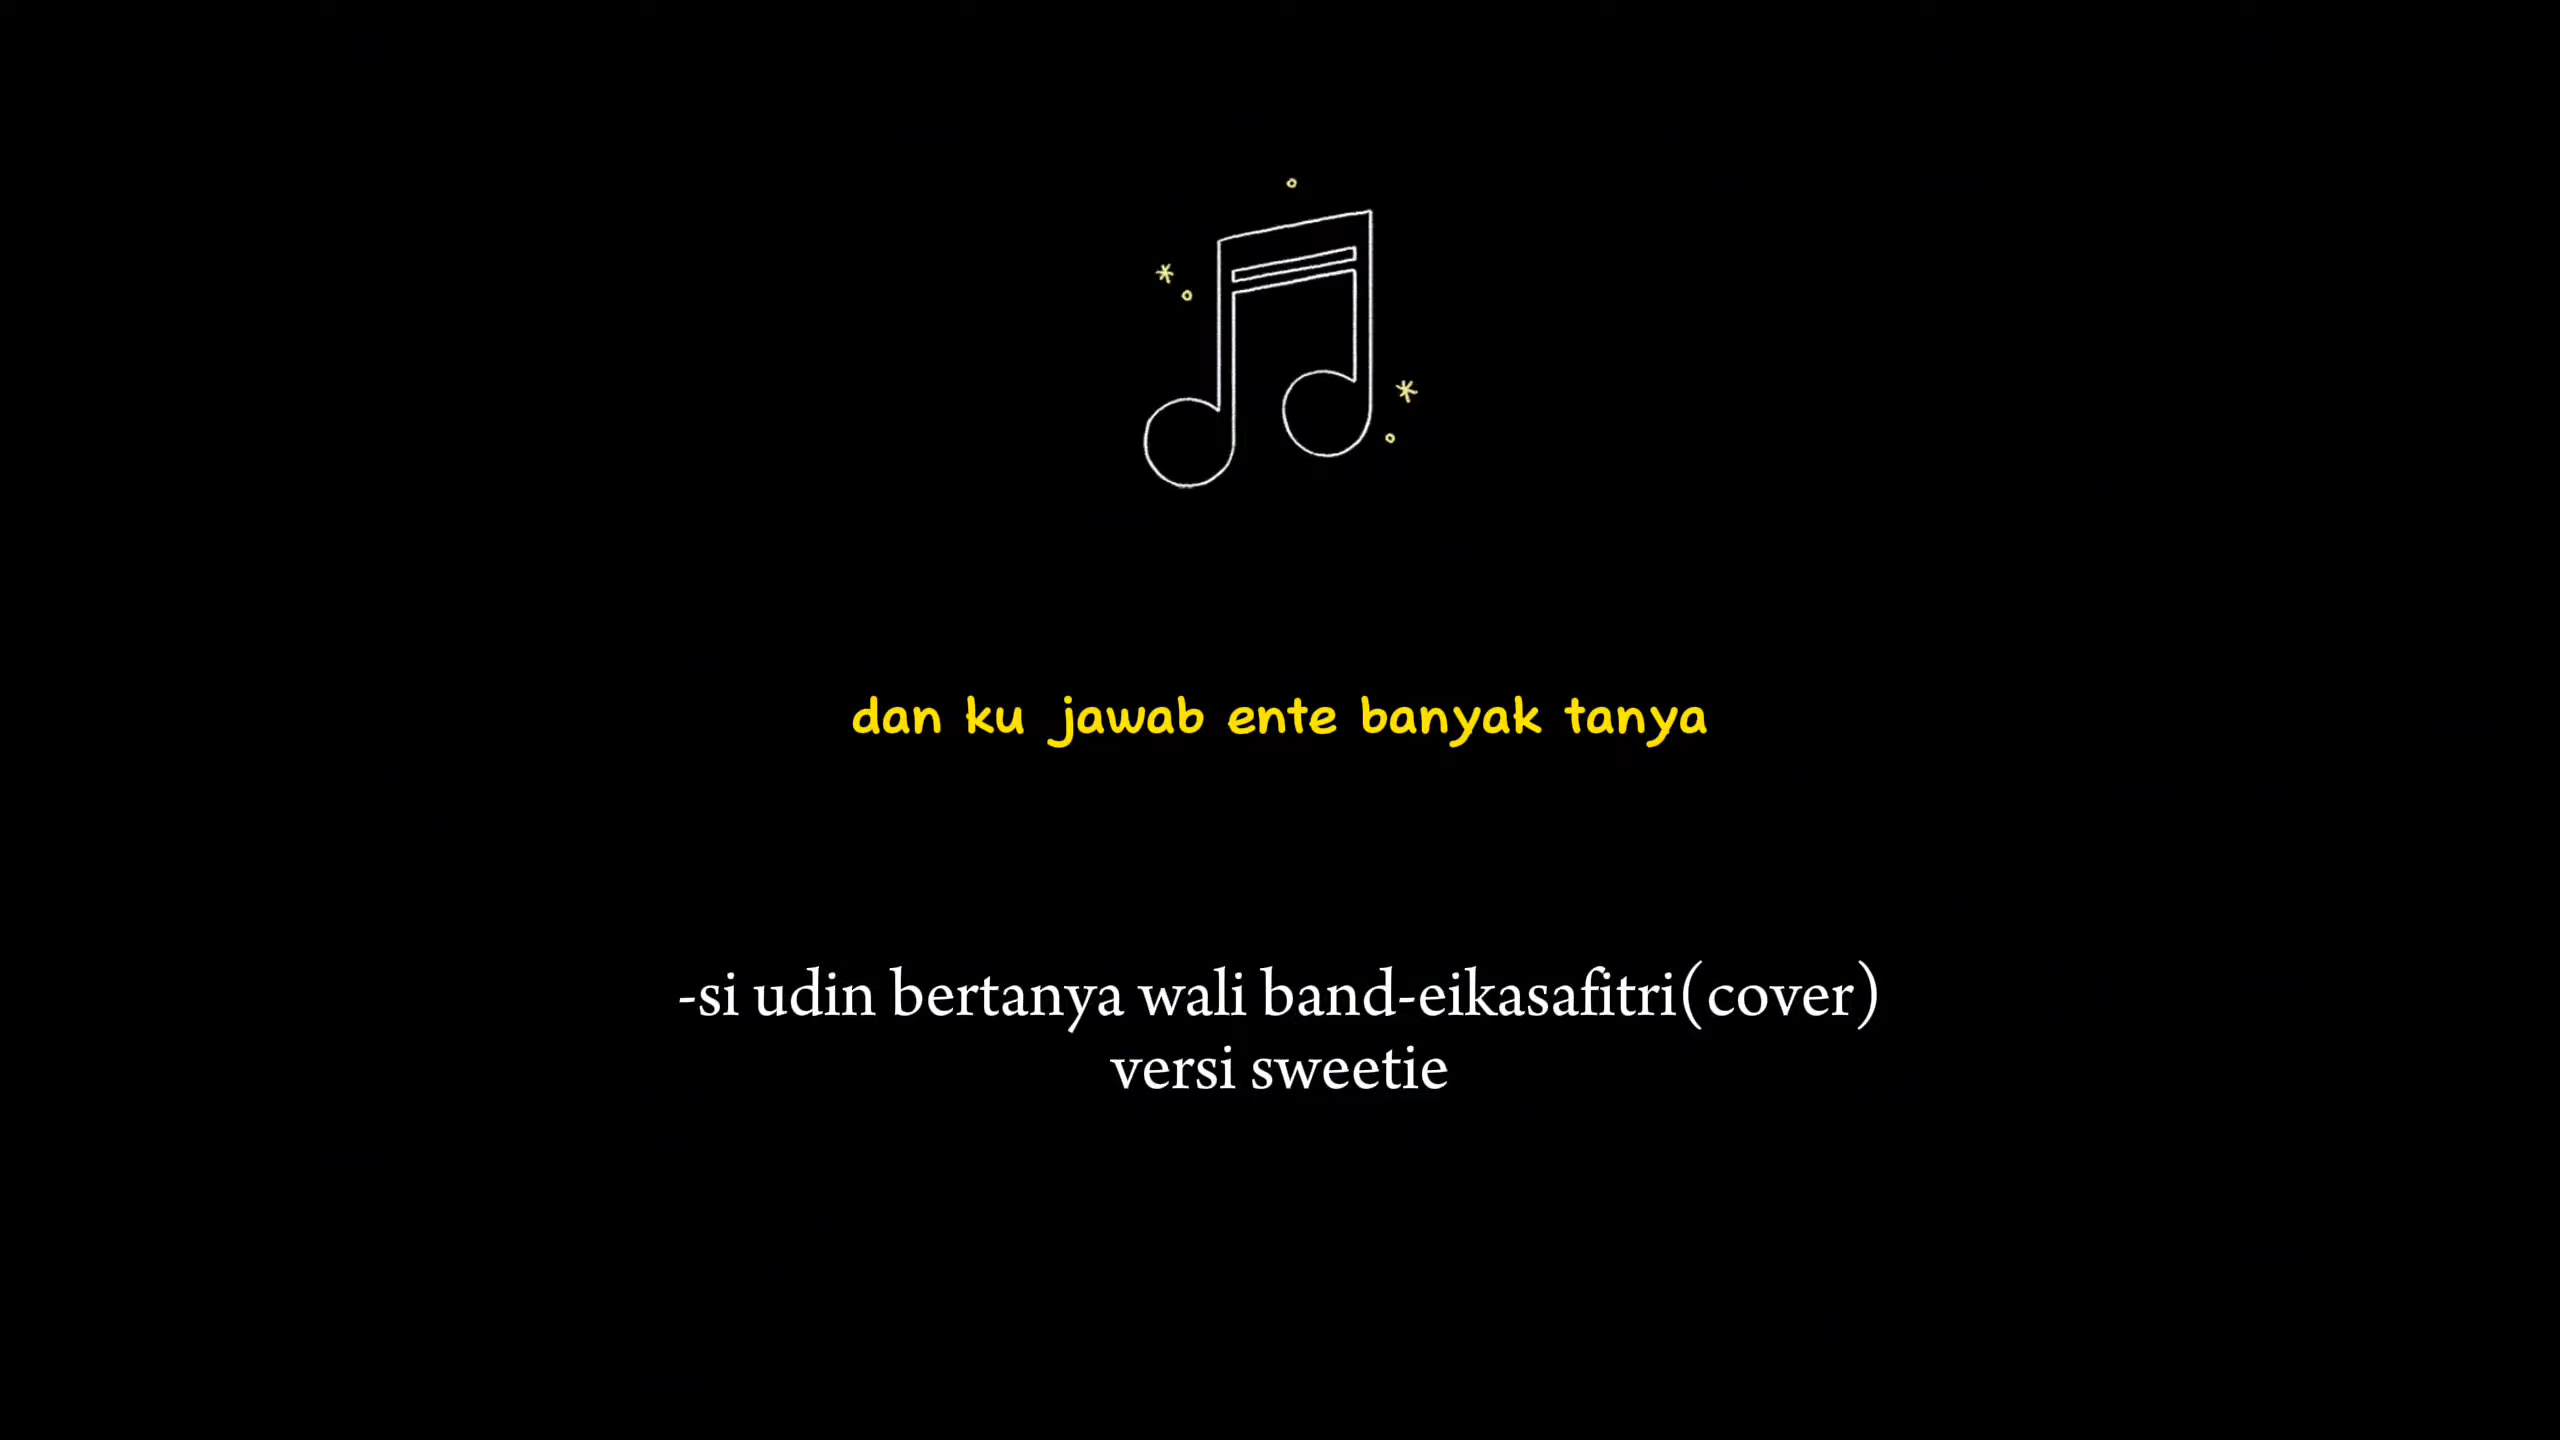 dan ku jawab ente banyak tanya
-si udin bertanya wali band-eikasafitri(cover)
versi sweetie